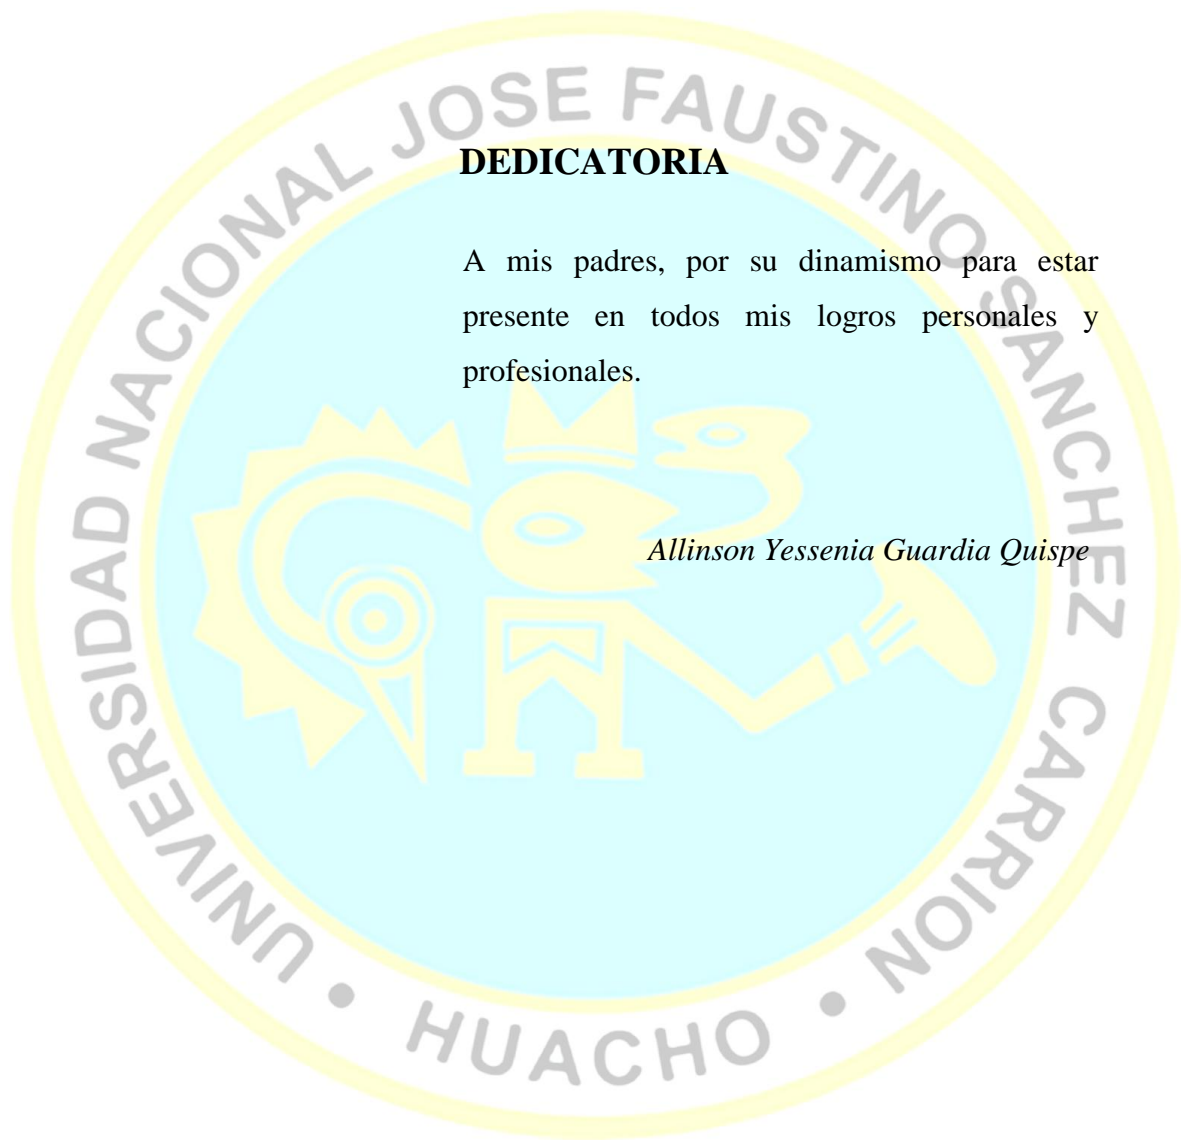 UNIVERSIDAD NACIONAL JOSE FAUSTINO SANCHEZ CARRION
• HUACHO •
DEDICATORIA
A mis padres, por su dinamismo para estar
presente en todos mis logros personales y
profesionales.
Allinson Yessenia Guardia Quispe